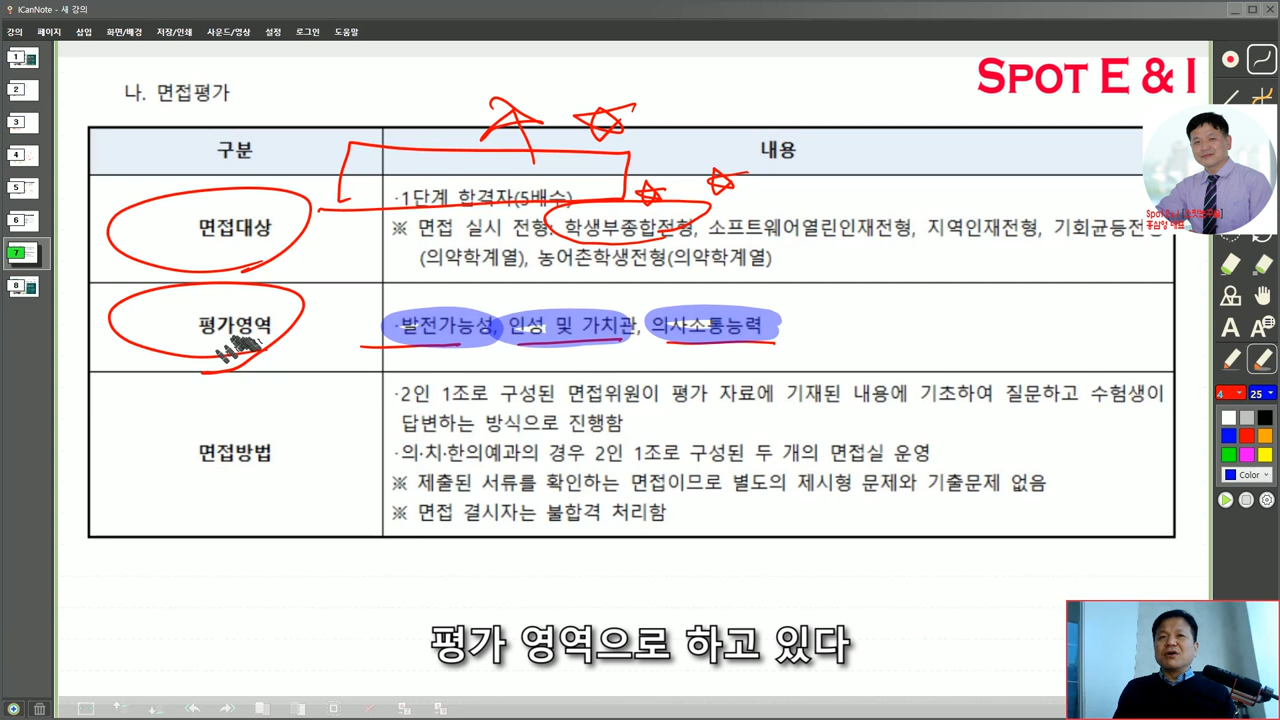 ICanNote - 새 강의
강의 페이지 삽입 화면/배경 저장/인쇄 사운드/영상 설정 로그인 도움말
1
2
3
4
5
6
7
8
SPOT E & I
나. 면접평가
구분 내용
면접대상
·1단계 합격자(5배수)
※ 면접 실시 전형: 학생부종합전형, 소프트웨어열린인재전형, 지역인재전형, 기회균등전형
(의약학계열), 농어촌학생전형(의약학계열)
평가영역
·발전가능성, 인성 및 가치관, 의사소통능력
면접방법
·2인 1조로 구성된 면접위원이 평가 자료에 기재된 내용에 기초하여 질문하고 수험생이
답변하는 방식으로 진행함
·의·치·한의예과의 경우 2인 1조로 구성된 두 개의 면접실 운영
※ 제출된 서류를 확인하는 면접이므로 별도의 제시형 문제와 기출문제 없음
※ 면접 결시자는 불합격 처리함
A A
4 25
Color
평가 영역으로 하고 있다